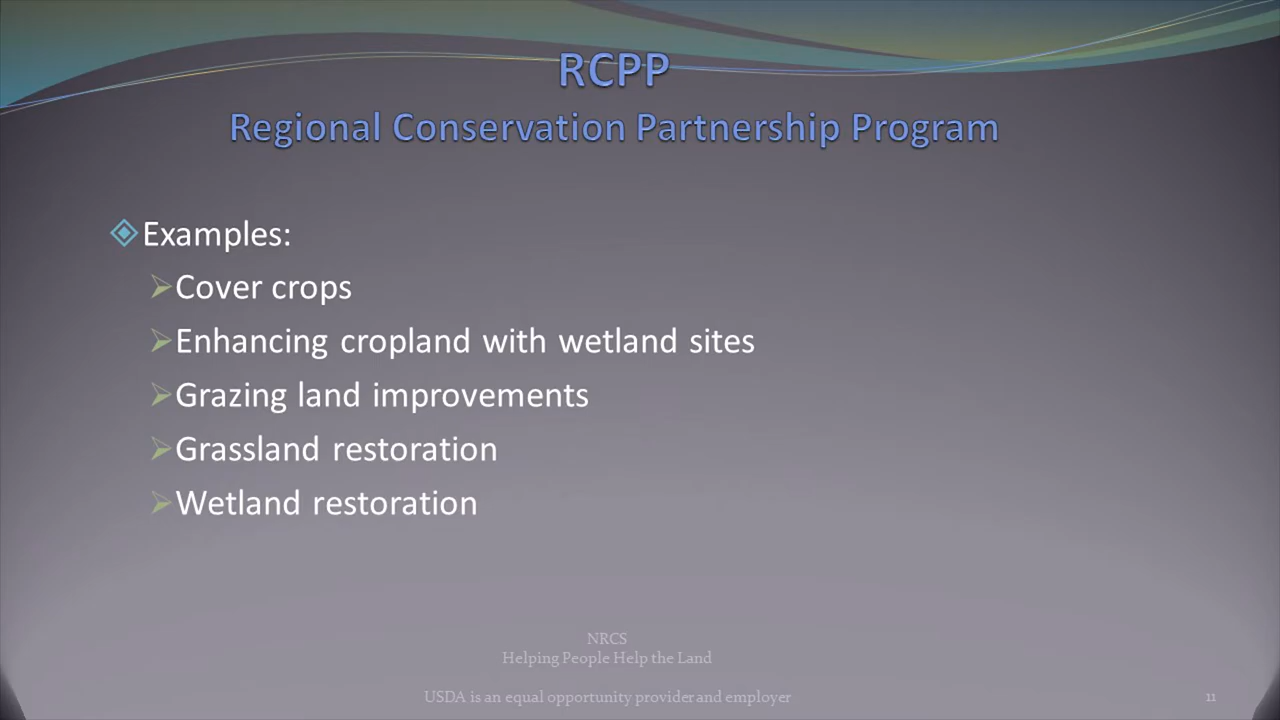 RCPP
Regional Conservation Partnership Program
Examples:
Cover crops
Enhancing cropland with wetland sites
Grazing land improvements
Grassland restoration
Wetland restoration
NRCS
Helping People Help the Land
USDA is an equal opportunity provider and employer
11